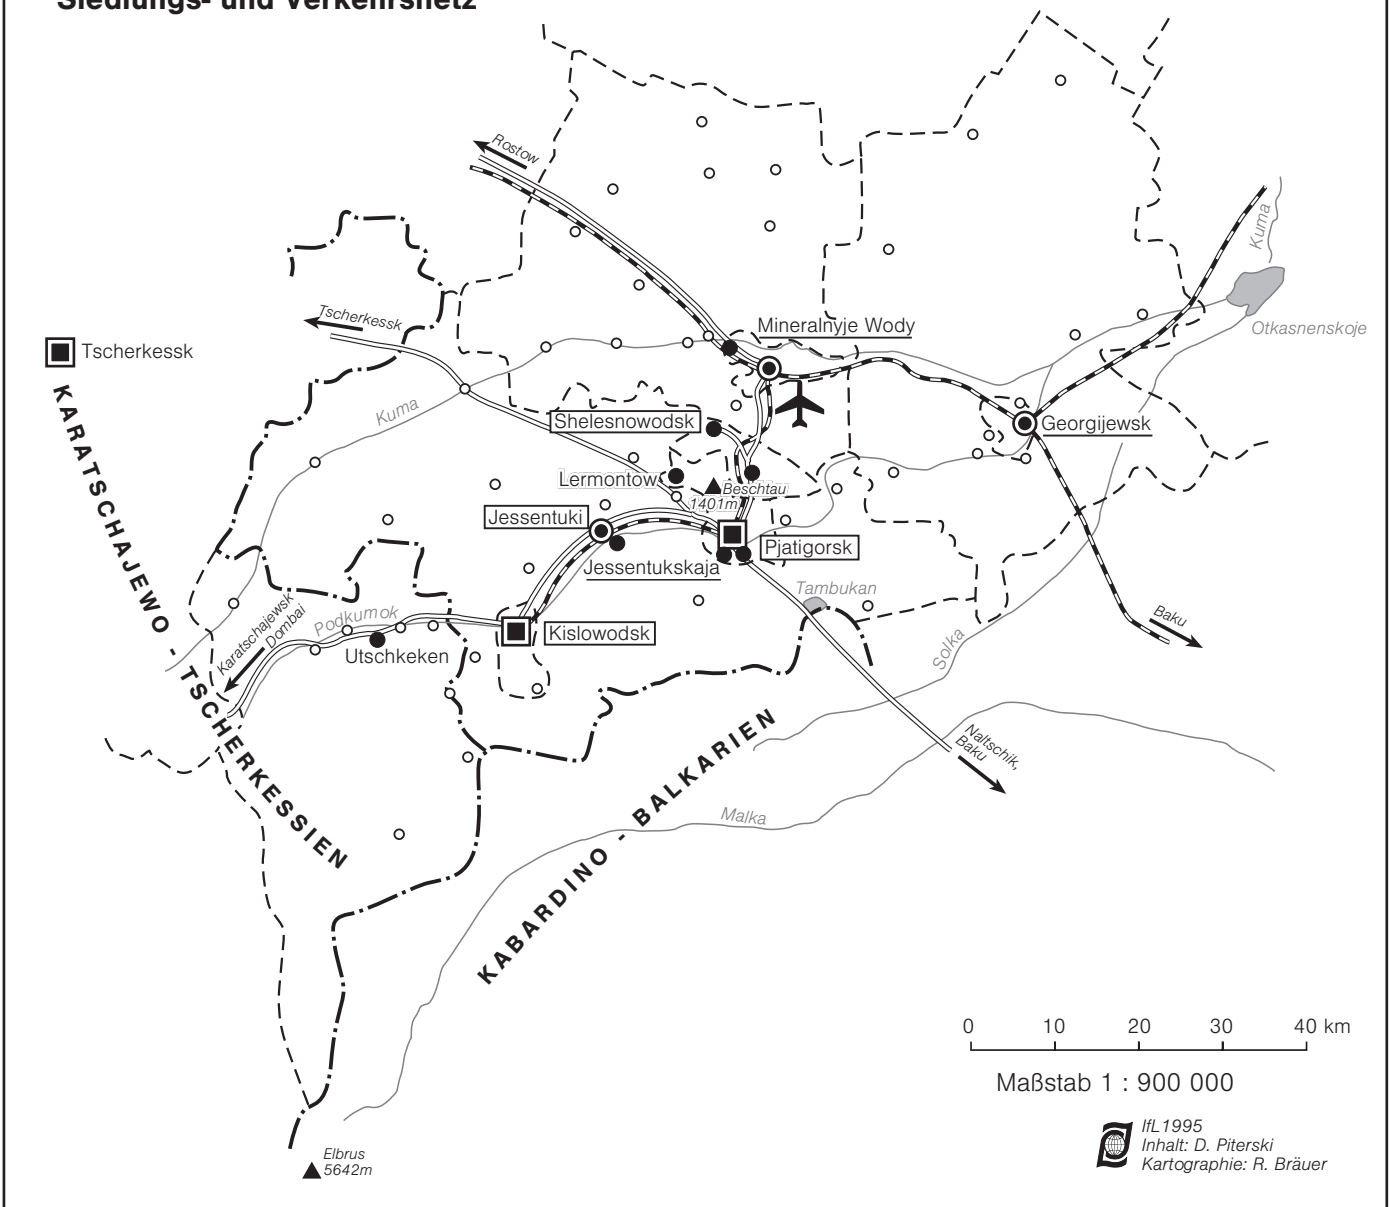 Siedlungs- und Verkehrsnetz
Rostow
Kuma
Tscherkessk
Mineralnyje Wody
Otkasnenskoje
Tscherkessk
Kuma
Shelesnowodsk
Georgijewsk
Lermontow
Beschtau
1401m
Jessentuki
Pjatigorsk
Jessentukskaja
Tambukan
Karatschajewsk
Dombai
Podkumok
Kislowodsk
Baku
Utschkeken
Solka
KARATSCHAJEWO - TSCHERKESSIEN
Naltschik,
Baku
Malka
KABARDINO - BALKARIEN
0 10 20 30 40 km
Maßstab 1 : 900 000
IfL1995
Inhalt: D. Piterski
Kartographie: R. Bräuer
Elbrus
5642m